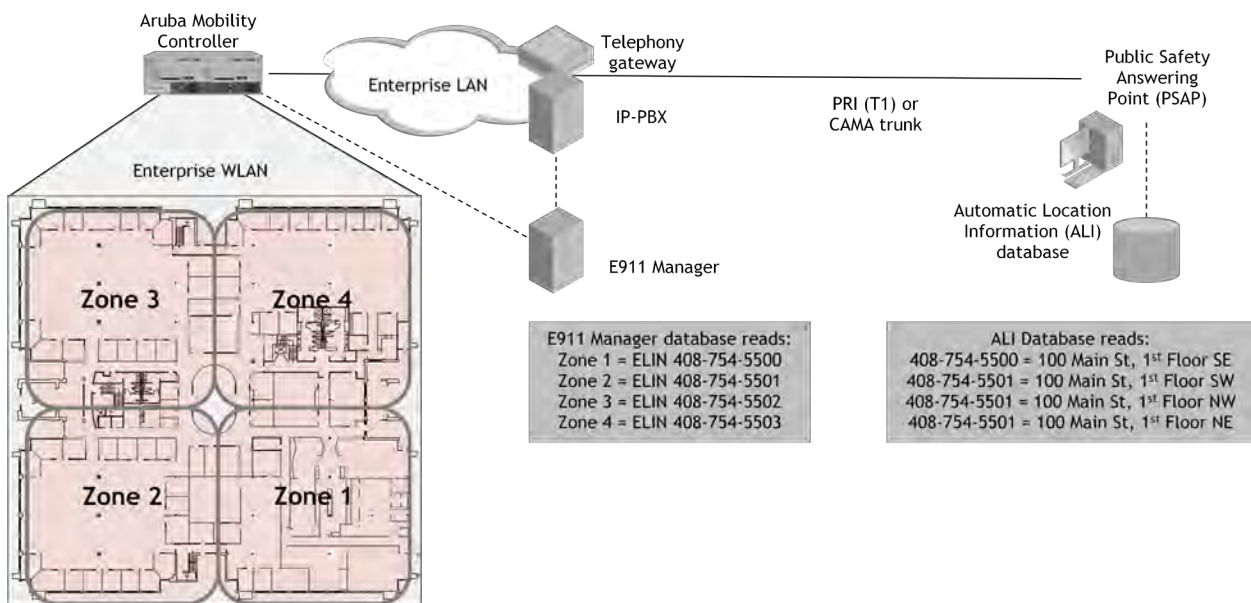 Aruba Mobility
Controller
Enterprise LAN
Telephony
gateway
IP-PBX
PRI (T1) or
CAMA trunk
Public Safety
Answering
Point (PSAP)
Enterprise WLAN
E911 Manager
Automatic Location
Information (ALI)
database
Zone 3
Zone 4
Zone 2
Zone 1
E911 Manager database reads:
Zone 1 = ELIN 408-754-5500
Zone 2 = ELIN 408-754-5501
Zone 3 = ELIN 408-754-5502
Zone 4 = ELIN 408-754-5503
ALI Database reads:
408-754-5500 = 100 Main St, 1st Floor SE
408-754-5501 = 100 Main St, 1st Floor SW
408-754-5501 = 100 Main St, 1st Floor NW
408-754-5501 = 100 Main St, 1st Floor NE